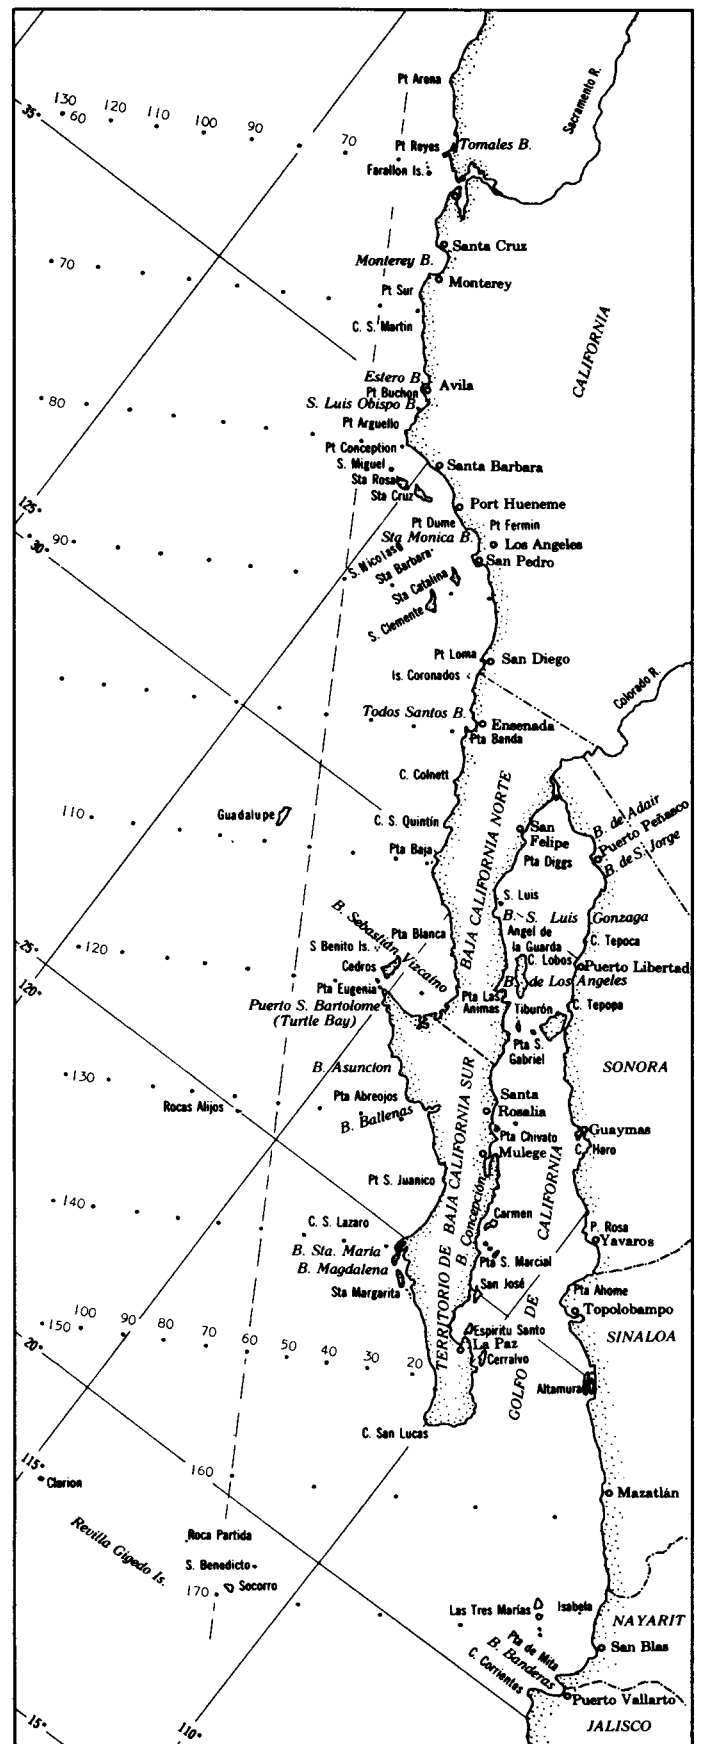 Pt Arena
Sacramento R.
130 120 110 100 90 70
60
35°
Pt Reyes
Tomales B.
Farallon Is.
Santa Cruz
Monterey B.
70
Monterey
Pt Sur
C. S. Martin
CALIFORNIA
Estero B.
Avila
Pt Buchon
S. Luis Obispo B.
80
Pt Arguello
Pt Conception
S. Miguel
Santa Barbara
Sta Rosa
Sta Cruz
125°
Port Hueneme
Pt Dume
Pt Fermin
30°
90
Sta Monica B.
Los Angeles
S. Nicolas
Sta Barbara
San Pedro
Sta Catalina
S. Clemente
Pt Loma
San Diego
Is. Coronados
Colorado R.
Todos Santos B.
Ensenada
Pta Banda
C. Colnett
BAJA CALIFORNIA NORTE
Guadalupe
110
C. S. Quintín
San
Felipe
B. de Adair
Puerto Peñasco
B. de S. Jorge
Pta Baja
Pta Diggs
S. Luis
B. S. Luis Gonzaga
B. Sebastián Vizcaíno
Pta Blanca
Angel de
la Guarda
C. Tepoca
25°
120
S Benito Is.
C. Lobos
Cedros
Puerto Libertad
B. de Los Angeles
120°
Pta Eugenia
Pta Las
Animas
Tiburón
C. Tepopa
Puerto S. Bartolome
(Turtle Bay)
Pta S.
Gabriel
B. Asuncion
SONORA
130
Pta Abreojos
Rocas Alijos
B. Ballenas
Santa
Rosalia
Guaymas
Pta Chivato
Mulege
C. Haro
Pt S. Juanico
TERRITORIO DE BAJA CALIFORNIA SUR
B. Concepción
GOLFO DE CALIFORNIA
140
Carmen
C. S. Lazaro
P. Rosa
B. Sta. Maria
Yavaros
B. Magdalena
Pta S. Marcial
Sta Margarita
San José
Pta Ahome
Topolobampo
150 100 90 80 70 60 50 40 30 20
20°
Espiritu Santo
SINALOA
La Paz
Cerralvo
Altamura
C. San Lucas
115°
160
Clarion
Mazatlán
Revilla Gigedo Is.
Roca Partida
S. Benedicto
170
Socorro
Las Tres Marías
Isabela
NAYARIT
Pta de Mita
San Blas
B. Banderas
C. Corrientes
Puerto Vallarto
15°
110°
JALISCO